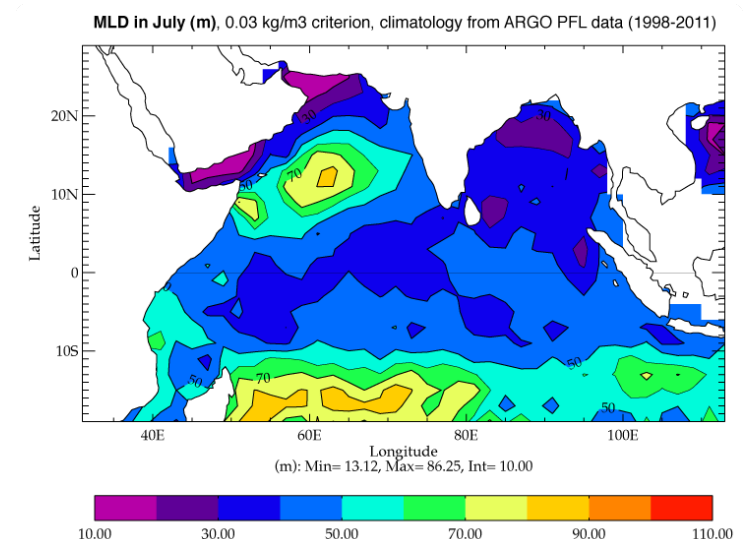 MLD in July (m), 0.03 kg/m3 criterion, climatology from ARGO PFL data (1998-2011)
20N
10N
0
10S
Latitude
30
30
50
70
50
70
50
50
0
40E
60E
80E
100E
Longitude
(m): Min= 13.12, Max= 86.25, Int= 10.00
10.00
30.00
50.00
70.00
90.00
110.00